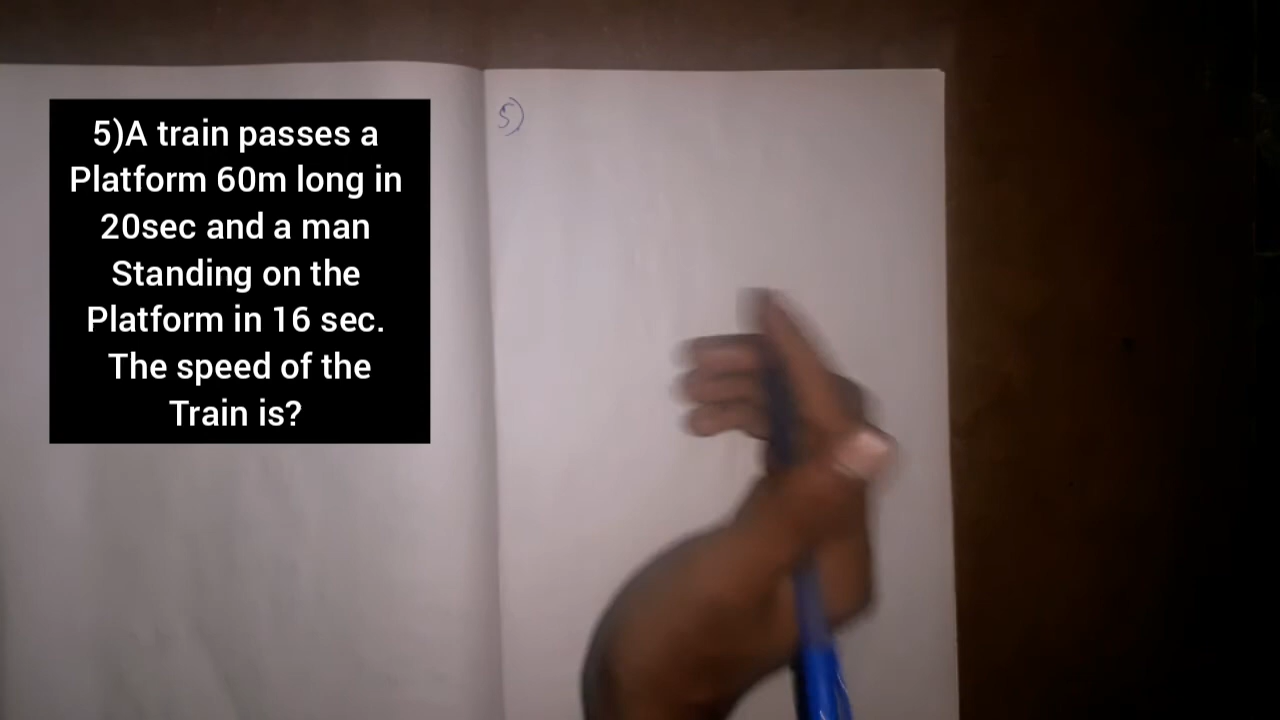 5)A train passes a
Platform 60m long in
20sec and a man
Standing on the
Platform in 16 sec.
The speed of the
Train is?
5)